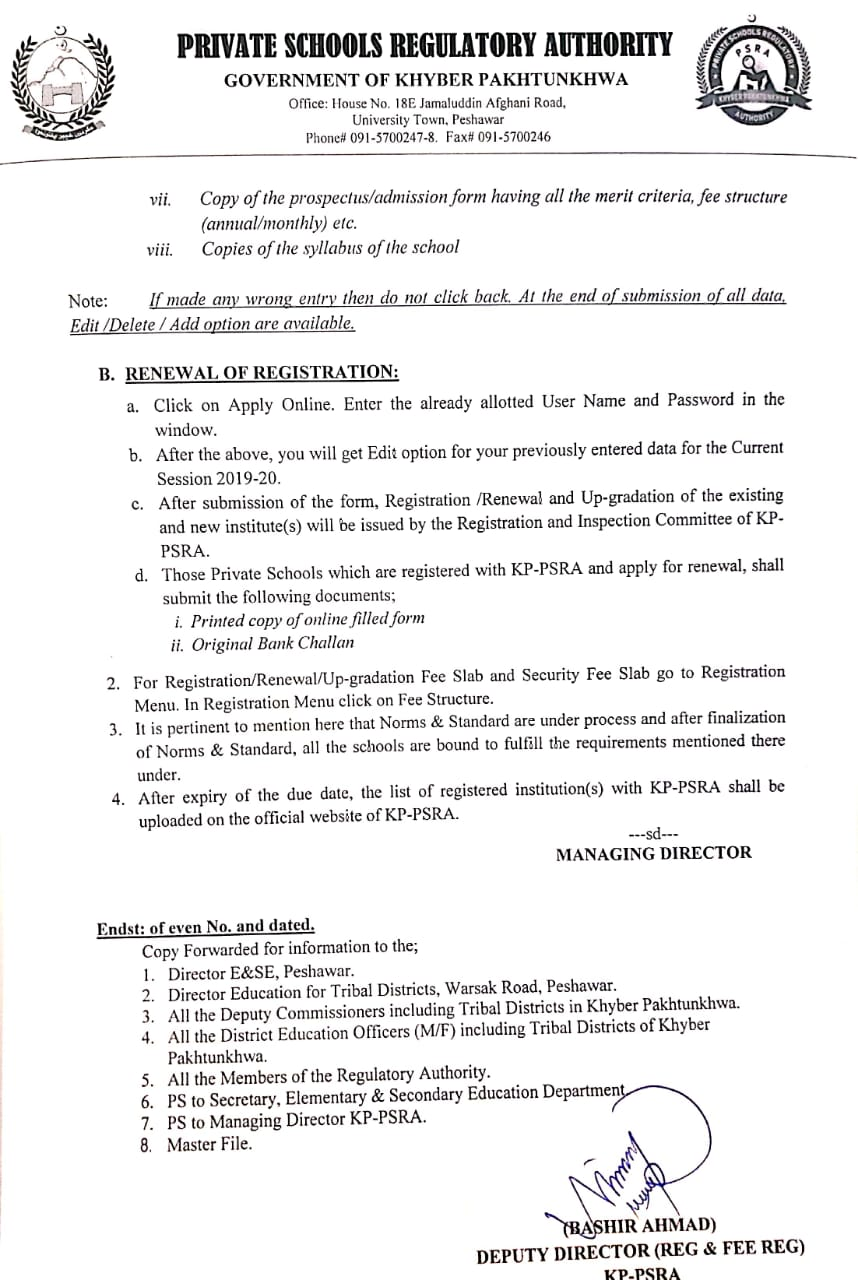 PRIVATE SCHOOLS REGULATORY AUTHORITY
GOVERNMENT OF KHYBER PAKHTUNKHWA
Office: House No. 18E Jamaluddin Afghani Road,
University Town, Peshawar
Phone# 091-5700247-8. Fax# 091-5700246
PRIVATE SCHOOLS REGULATORY
PSRA
KHYBER PAKHTUNKHWA
AUTHORITY
vii. Copy of the prospectus/admission form having all the merit criteria, fee structure
(annual/monthly) etc.
viii. Copies of the syllabus of the school
Note: If made any wrong entry then do not click back. At the end of submission of all data,
Edit /Delete / Add option are available.
B. RENEWAL OF REGISTRATION:
a. Click on Apply Online. Enter the already allotted User Name and Password in the
window.
b. After the above, you will get Edit option for your previously entered data for the Current
Session 2019-20.
c. After submission of the form, Registration /Renewal and Up-gradation of the existing
and new institute(s) will be issued by the Registration and Inspection Committee of KP-
PSRA.
d. Those Private Schools which are registered with KP-PSRA and apply for renewal, shall
submit the following documents;
i. Printed copy of online filled form
ii. Original Bank Challan
2. For Registration/Renewal/Up-gradation Fee Slab and Security Fee Slab go to Registration
Menu. In Registration Menu click on Fee Structure.
3. It is pertinent to mention here that Norms & Standard are under process and after finalization
of Norms & Standard, all the schools are bound to fulfill the requirements mentioned there
under.
4. After expiry of the due date, the list of registered institution(s) with KP-PSRA shall be
uploaded on the official website of KP-PSRA.
---sd---
MANAGING DIRECTOR
Endst: of even No. and dated.
Copy Forwarded for information to the;
1. Director E&SE, Peshawar.
2. Director Education for Tribal Districts, Warsak Road, Peshawar.
3. All the Deputy Commissioners including Tribal Districts in Khyber Pakhtunkhwa.
4. All the District Education Officers (M/F) including Tribal Districts of Khyber
Pakhtunkhwa.
5. All the Members of the Regulatory Authority.
6. PS to Secretary, Elementary & Secondary Education Department
7. PS to Managing Director KP-PSRA.
8. Master File.
(BASHIR AHMAD)
DEPUTY DIRECTOR (REG & FEE REG)
KP-PSRA